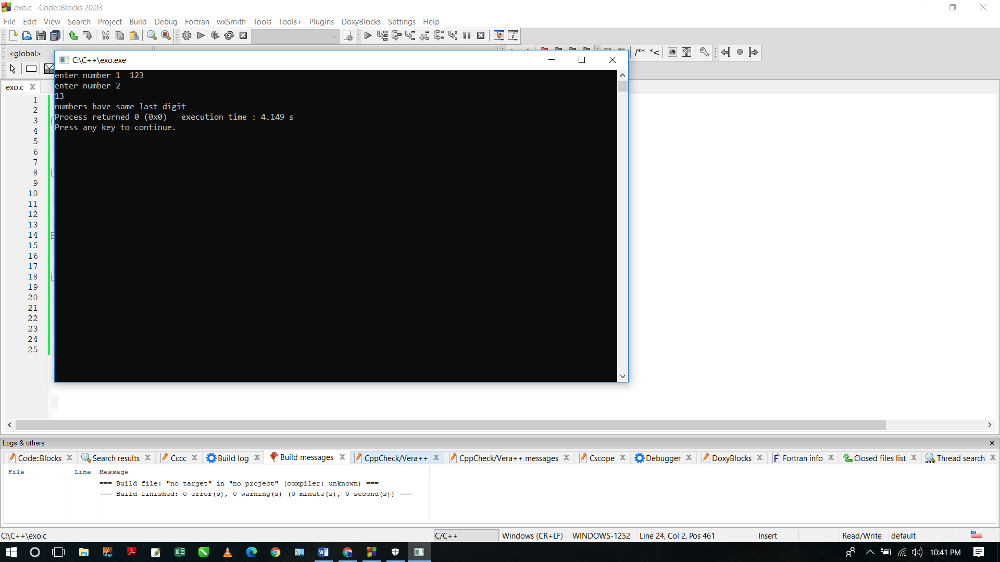 exo.c - Code::Blocks 20.03
File Edit View Search Project Build Debug Fortran wxSmith Tools Tools+ Plugins DoxyBlocks Settings Help
<global>
/** *<
C:\C++\exo.exe
exo.c
enter number 1  123
enter number 2
13
numbers have same last digit
Process returned 0 (0x0)   execution time : 4.149 s
Press any key to continue.
1
2
3
4
5
6
7
8
9
10
11
12
13
14
15
16
17
18
19
20
21
22
23
24
25
Logs & others
Code::Blocks Search results Cccc Build log Build messages CppCheck/Vera++ CppCheck/Vera++ messages Cscope Debugger DoxyBlocks Fortran info Closed files list Thread search
File Line Message
=== Build file: "no target" in "no project" (compiler: unknown) ===
=== Build finished: 0 error(s), 0 warning(s) (0 minute(s), 0 second(s)) ===
C:\C++\exo.c C/C++ Windows (CR+LF) WINDOWS-1252 Line 24, Col 2, Pos 461 Insert Read/Write default
10:41 PM